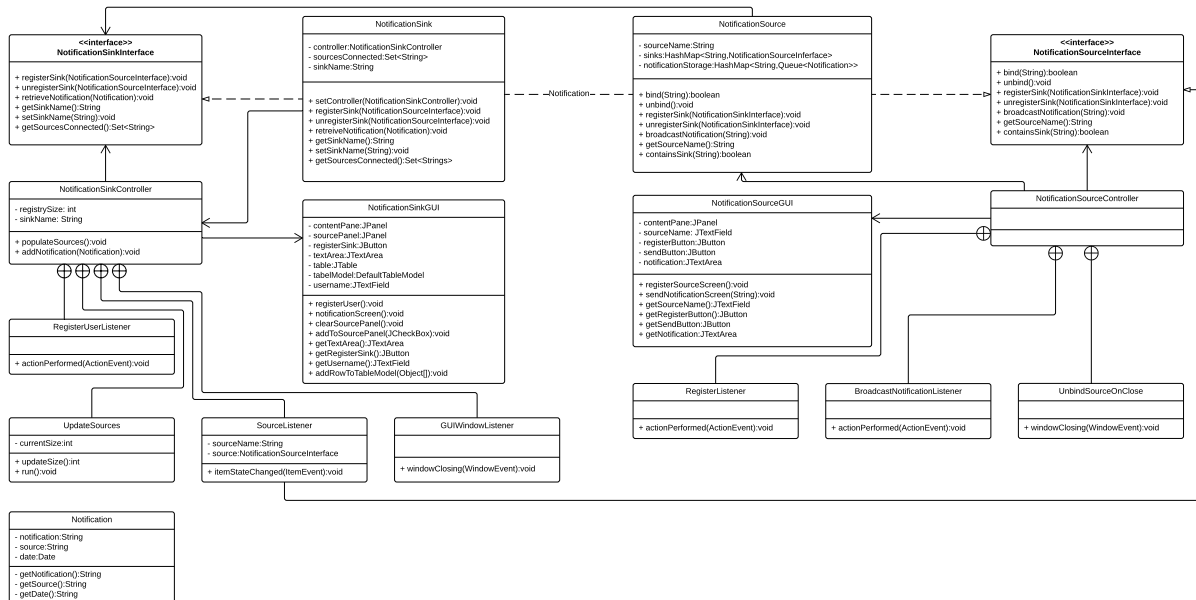 <<interface>>
NotificationSinkInterface
+ registerSink(NotificationSourceInterface):void
+ unregisterSink(NotificationSourceInterface):void
+ retrieveNotification(Notification):void
+ getSinkName():String
+ setSinkName(String):void
+ getSourcesConnected():Set<String>
NotificationSink
- controller:NotificationSinkController
- sourcesConnected:Set<String>
- sinkName:String
+ setController(NotificationSinkController):void
+ registerSink(NotificationSourceInterface):void
+ unregisterSink(NotificationSourceInterface):void
+ retreiveNotification(Notification):void
+ getSinkName():String
+ setSinkName(String):void
+ getSourcesConnected():Set<Strings>
Notification
NotificationSource
- sourceName:String
- sinks:HashMap<String,NotificationSourceInferface>
- notificationStorage:HashMap<String,Queue<Notification>>
+ bind(String):boolean
+ unbind():void
+ registerSink(NotificationSinkInterface):void
+ unregisterSink(NotificationSinkInterface):void
+ broadcastNotification(String):void
+ getSourceName():String
+ containsSink(String):boolean
<<interface>>
NotificationSourceInterface
+ bind(String):boolean
+ unbind():void
+ registerSink(NotificationSinkInterface):void
+ unregisterSink(NotificationSinkInterface):void
+ broadcastNotification(String):void
+ getSourceName():String
+ containsSink(String):boolean
NotificationSinkController
- registrySize: int
- sinkName: String
+ populateSources():void
+ addNotification(Notification):void
NotificationSinkGUI
- contentPane:JPanel
- sourcePanel:JPanel
- registerSink:JButton
- textArea:JTextArea
- table:JTable
- tabelModel:DefaultTableModel
- username:JTextField
+ registerUser():void
+ notificationScreen():void
+ clearSourcePanel():void
+ addToSourcePanel(JCheckBox):void
+ getTextArea():JTextArea
+ getRegisterSink():JButton
+ getUsername():JTextField
+ addRowToTableModel(Object[]):void
NotificationSourceGUI
- contentPane:JPanel
- sourceName: JTextField
- registerButton:JButton
- sendButton:JButton
- notification:JTextArea
+ registerSourceScreen():void
+ sendNotificationScreen(String):void
+ getSourceName():JTextField
+ getRegisterButton():JButton
+ getSendButton:JButton
+ getNotification:JTextArea
NotificationSourceController
RegisterUserListener
+ actionPerformed(ActionEvent):void
RegisterListener
+ actionPerformed(ActionEvent):void
BroadcastNotificationListener
+ actionPerformed(ActionEvent):void
UnbindSourceOnClose
+ windowClosing(WindowEvent):void
UpdateSources
- currentSize:int
+ updateSize():int
+ run():void
SourceListener
- sourceName:String
- source:NotificationSourceInterface
+ itemStateChanged(ItemEvent):void
GUIWindowListener
+ windowClosing(WindowEvent):void
Notification
- notification:String
- source:String
- date:Date
- getNotification():String
- getSource():String
- getDate():String